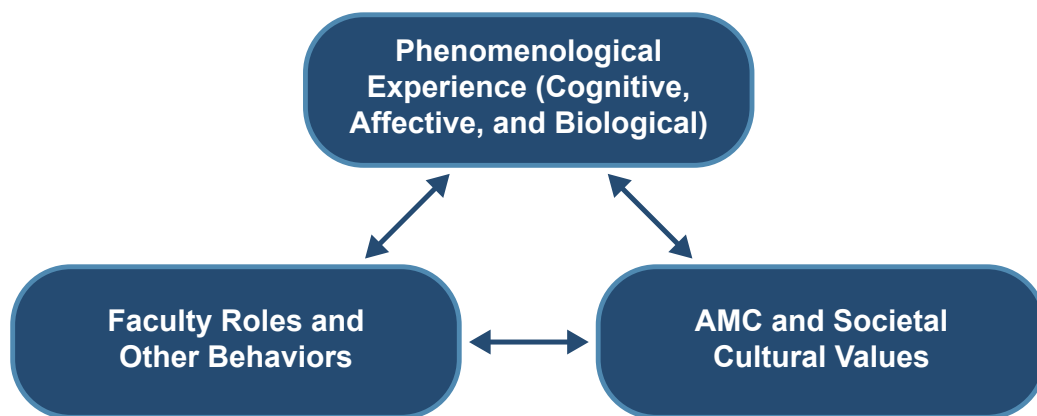 Phenomenological
Experience (Cognitive,
Affective, and Biological)
Faculty Roles and
Other Behaviors
AMC and Societal
Cultural Values